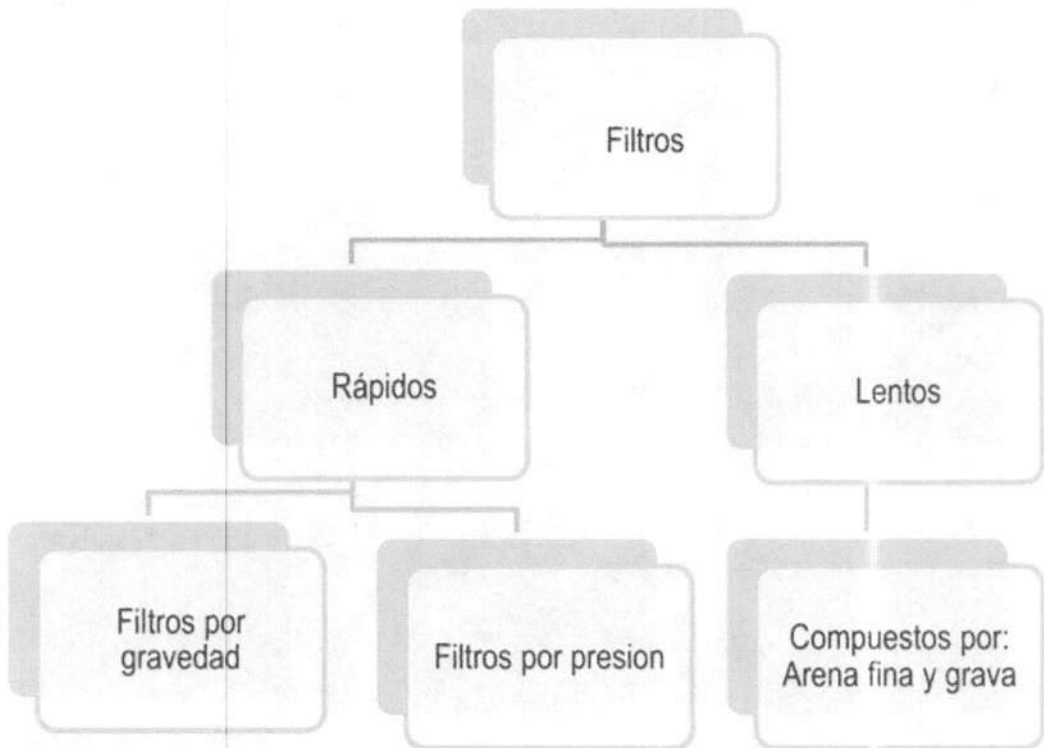 Filtros
Rápidos
Lentos
Filtros por
gravedad
Filtros por presion
Compuestos por:
Arena fina y grava